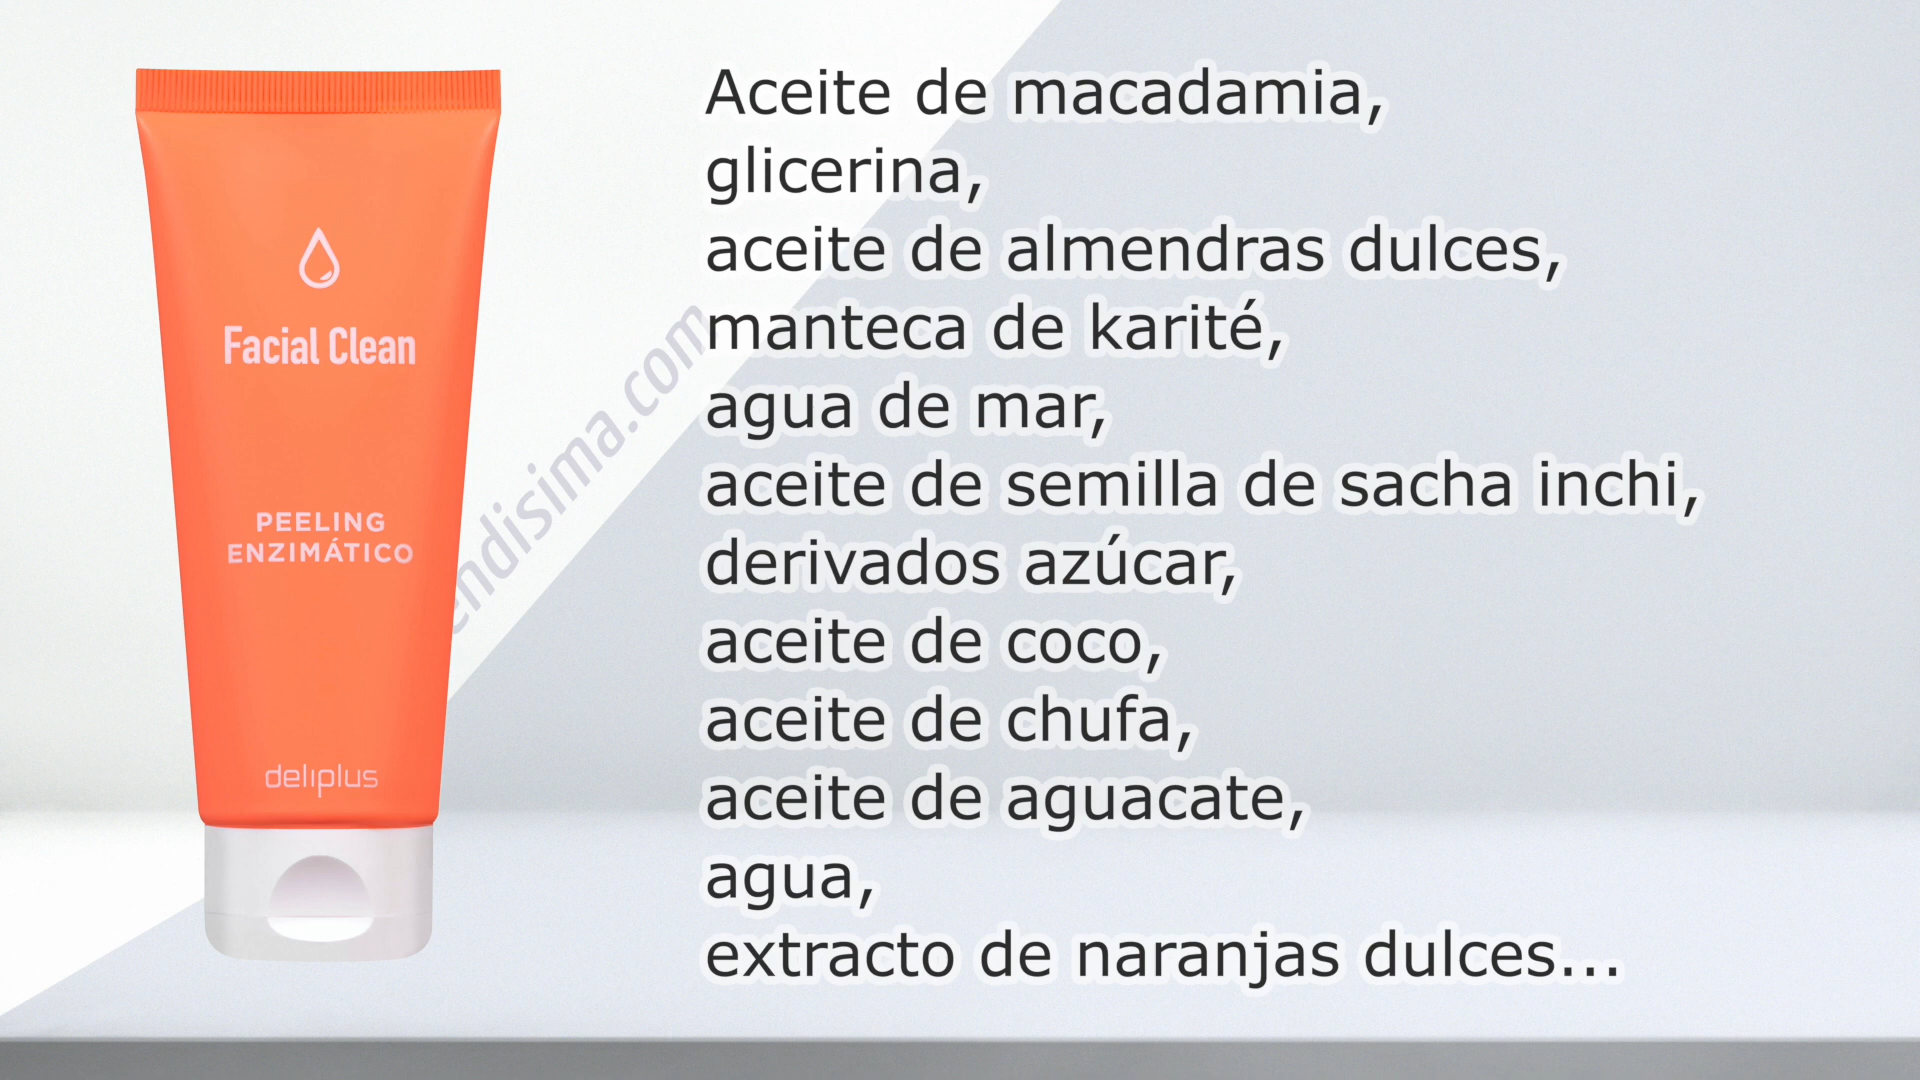 Facial Clean
PEELING
ENZIMÁTICO
deliplus
Aceite de macadamia,
glicerina,
aceite de almendras dulces,
manteca de karité,
agua de mar,
aceite de semilla de sacha inchi,
derivados azúcar,
aceite de coco,
aceite de chufa,
aceite de aguacate,
agua,
extracto de naranjas dulces...